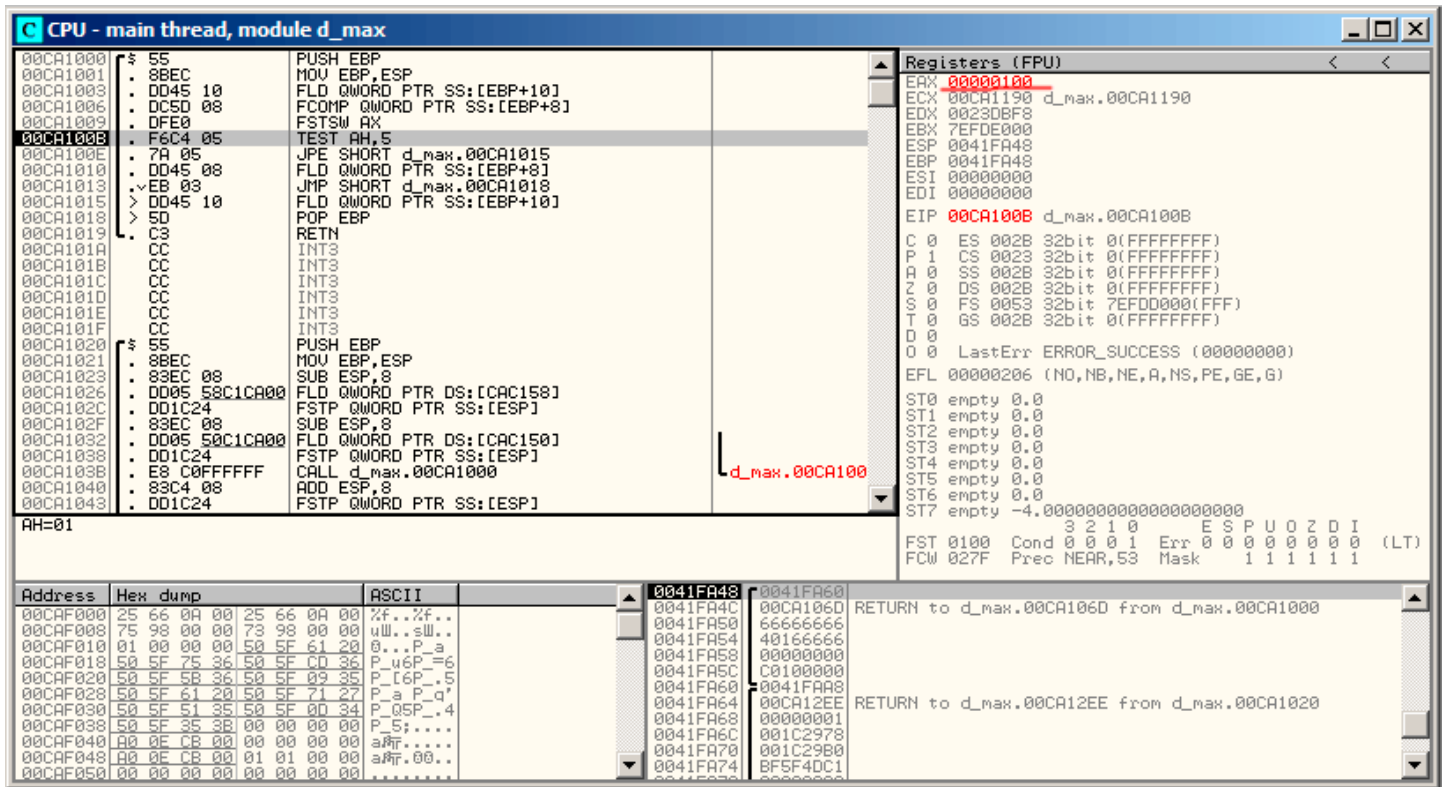 C CPU - main thread, module d_max
00CA1000 $ 55 PUSH EBP
00CA1001 . 8BEC MOV EBP,ESP
00CA1003 . DD45 10 FLD QWORD PTR SS:[EBP+10]
00CA1006 . DC5D 08 FCOMP QWORD PTR SS:[EBP+8]
00CA1009 . DFE0 FSTSW AX
00CA100B . F6C4 05 TEST AH,5
00CA100E . 7A 05 JPE SHORT d_max.00CA1015
00CA1010 . DD45 08 FLD QWORD PTR SS:[EBP+8]
00CA1013 .v EB 03 JMP SHORT d_max.00CA1018
00CA1015 > DD45 10 FLD QWORD PTR SS:[EBP+10]
00CA1018 > 5D POP EBP
00CA1019 . C3 RETN
00CA101A CC INT3
00CA101B CC INT3
00CA101C CC INT3
00CA101D CC INT3
00CA101E CC INT3
00CA101F CC INT3
00CA1020 $ 55 PUSH EBP
00CA1021 . 8BEC MOV EBP,ESP
00CA1023 . 83EC 08 SUB ESP,8
00CA1026 . DD05 58C1CA00 FLD QWORD PTR DS:[CAC158]
00CA102C . DD1C24 FSTP QWORD PTR SS:[ESP]
00CA102F . 83EC 08 SUB ESP,8
00CA1032 . DD05 50C1CA00 FLD QWORD PTR DS:[CAC150]
00CA1038 . DD1C24 FSTP QWORD PTR SS:[ESP]
00CA103B . E8 C0FFFFFF CALL d_max.00CA1000 d_max.00CA100
00CA1040 . 83C4 08 ADD ESP,8
00CA1043 . DD1C24 FSTP QWORD PTR SS:[ESP]
AH=01
Registers (FPU) < <
EAX 00000100
ECX 00CA1190 d_max.00CA1190
EDX 0023DBF8
EBX 7EFDE000
ESP 0041FA48
EBP 0041FA48
ESI 00000000
EDI 00000000
EIP 00CA100B d_max.00CA100B
C 0 ES 002B 32bit 0(FFFFFFFF)
P 1 CS 0023 32bit 0(FFFFFFFF)
A 0 SS 002B 32bit 0(FFFFFFFF)
Z 0 DS 002B 32bit 0(FFFFFFFF)
S 0 FS 0053 32bit 7EFDD000(FFF)
T 0 GS 002B 32bit 0(FFFFFFFF)
D 0
O 0 LastErr ERROR_SUCCESS (00000000)
EFL 00000206 (NO,NB,NE,A,NS,PE,GE,G)
ST0 empty 0.0
ST1 empty 0.0
ST2 empty 0.0
ST3 empty 0.0
ST4 empty 0.0
ST5 empty 0.0
ST6 empty 0.0
ST7 empty -4.0000000000000000000
3 2 1 0 E S P U O Z D I
FST 0100 Cond 0 0 0 1 Err 0 0 0 0 0 0 0 0 (LT)
FCW 027F Prec NEAR,53 Mask 1 1 1 1 1 1
Address Hex dump ASCII
00CAF000 25 66 0A 00 25 66 0A 00 %f..%f..
00CAF008 75 98 00 00 73 98 00 00 uШ..sШ..
00CAF010 01 00 00 00 50 5F 61 20 0...P_a
00CAF018 50 5F 75 36 50 5F CD 36 P_u6P_=6
00CAF020 50 5F 5B 36 50 5F 09 35 P_[6P_.5
00CAF028 50 5F 61 20 50 5F 71 27 P_a P_q'
00CAF030 50 5F 51 35 50 5F 0D 34 P_Q5P_.4
00CAF038 50 5F 35 3B 00 00 00 00 P_5;....
00CAF040 A0 0E CB 00 00 00 00 00
00CAF048 A0 0E CB 00 01 01 00 00
00CAF050 00 00 00 00 00 00 00 00 ........
0041FA48 0041FA60
0041FA4C 00CA106D RETURN to d_max.00CA106D from d_max.00CA1000
0041FA50 66666666
0041FA54 40166666
0041FA58 00000000
0041FA5C C0100000
0041FA60 0041FAA8
0041FA64 00CA12EE RETURN to d_max.00CA12EE from d_max.00CA1020
0041FA68 00000001
0041FA6C 001C2978
0041FA70 001C29B0
0041FA74 BF5F4DC1